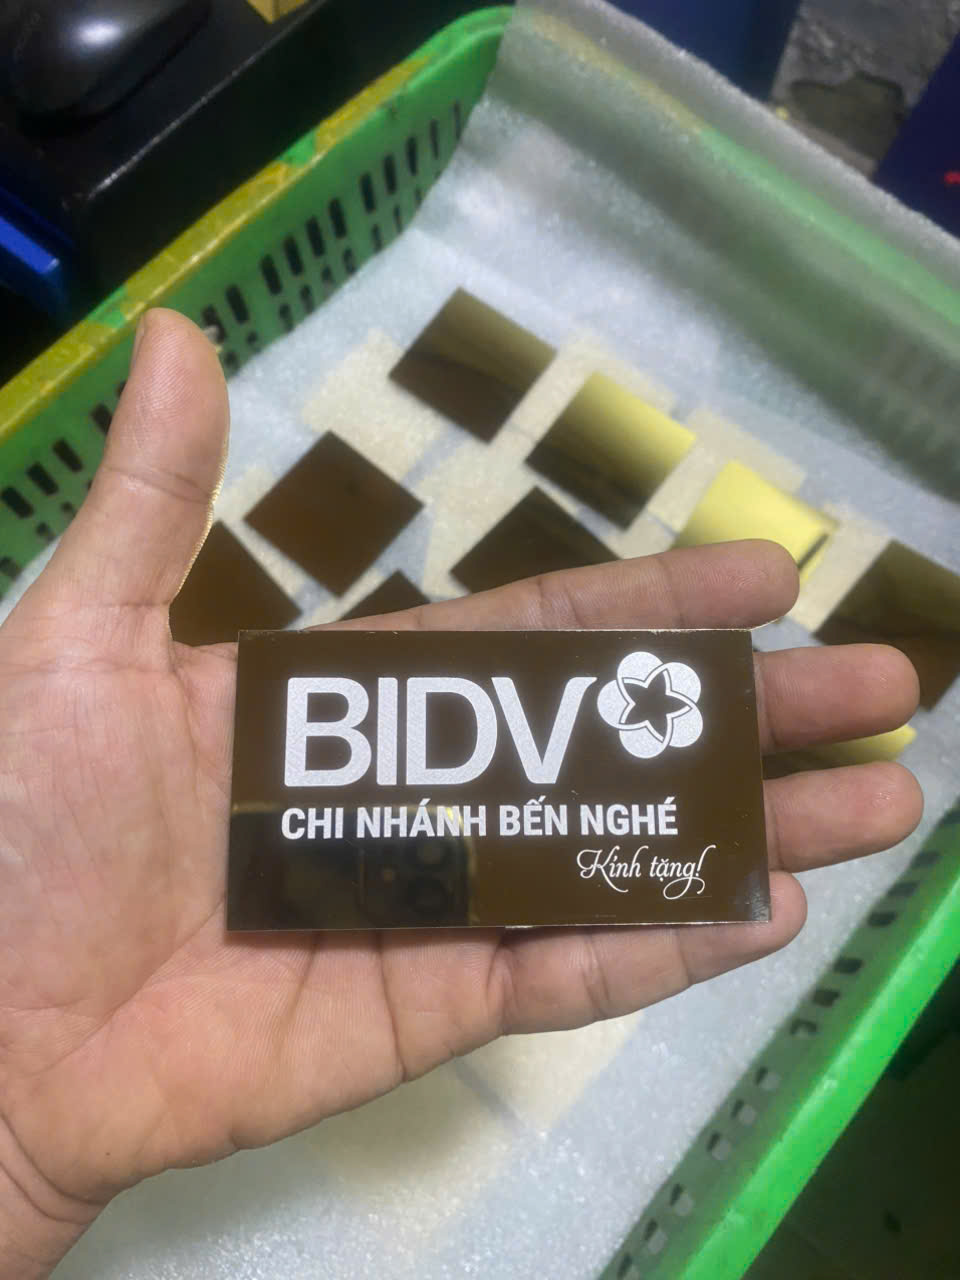 BIDV
CHI NHÁNH BẾN NGHÉ
Kính tặng!